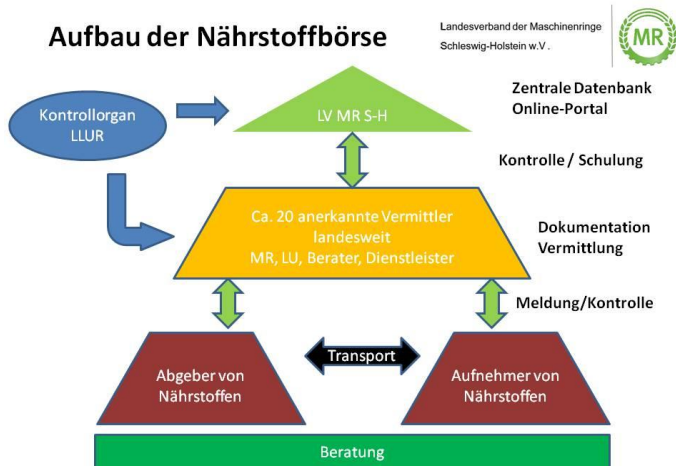 Aufbau der Nährstoffbörse
Landesverband der Maschinenringe
Schleswig-Holstein w.V .
MR
Kontrollorgan
LLUR
LV MR S-H
Zentrale Datenbank
Online-Portal
Kontrolle / Schulung
Ca. 20 anerkannte Vermittler
landesweit
MR, LU, Berater, Dienstleister
Dokumentation
Vermittlung
Meldung/Kontrolle
Abgeber von
Nährstoffen
Transport
Aufnehmer von
Nährstoffen
Beratung